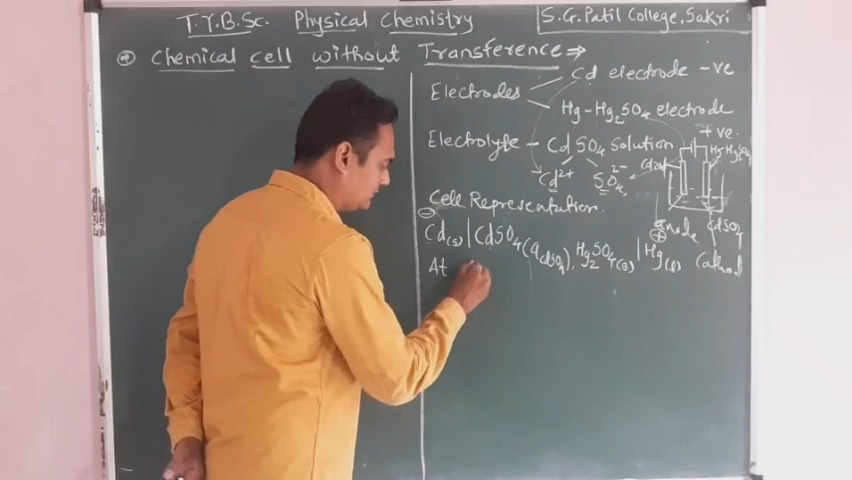 T.Y.B.Sc. Physical Chemistry
S.G. Patil College, Sakri
Chemical cell without Transference ⇒
Electrodes
Cd electrode -ve
Hg-Hg₂SO₄ electrode
+ve
Electrolyte - CdSO₄ solution
Cd²⁺ SO₄²⁻
Cell Representation.
anode CdSO₄
⊖ ⊕
Cd(s) | CdSO₄ (aCdSO₄), Hg₂SO₄(s) | Hg(l)
At